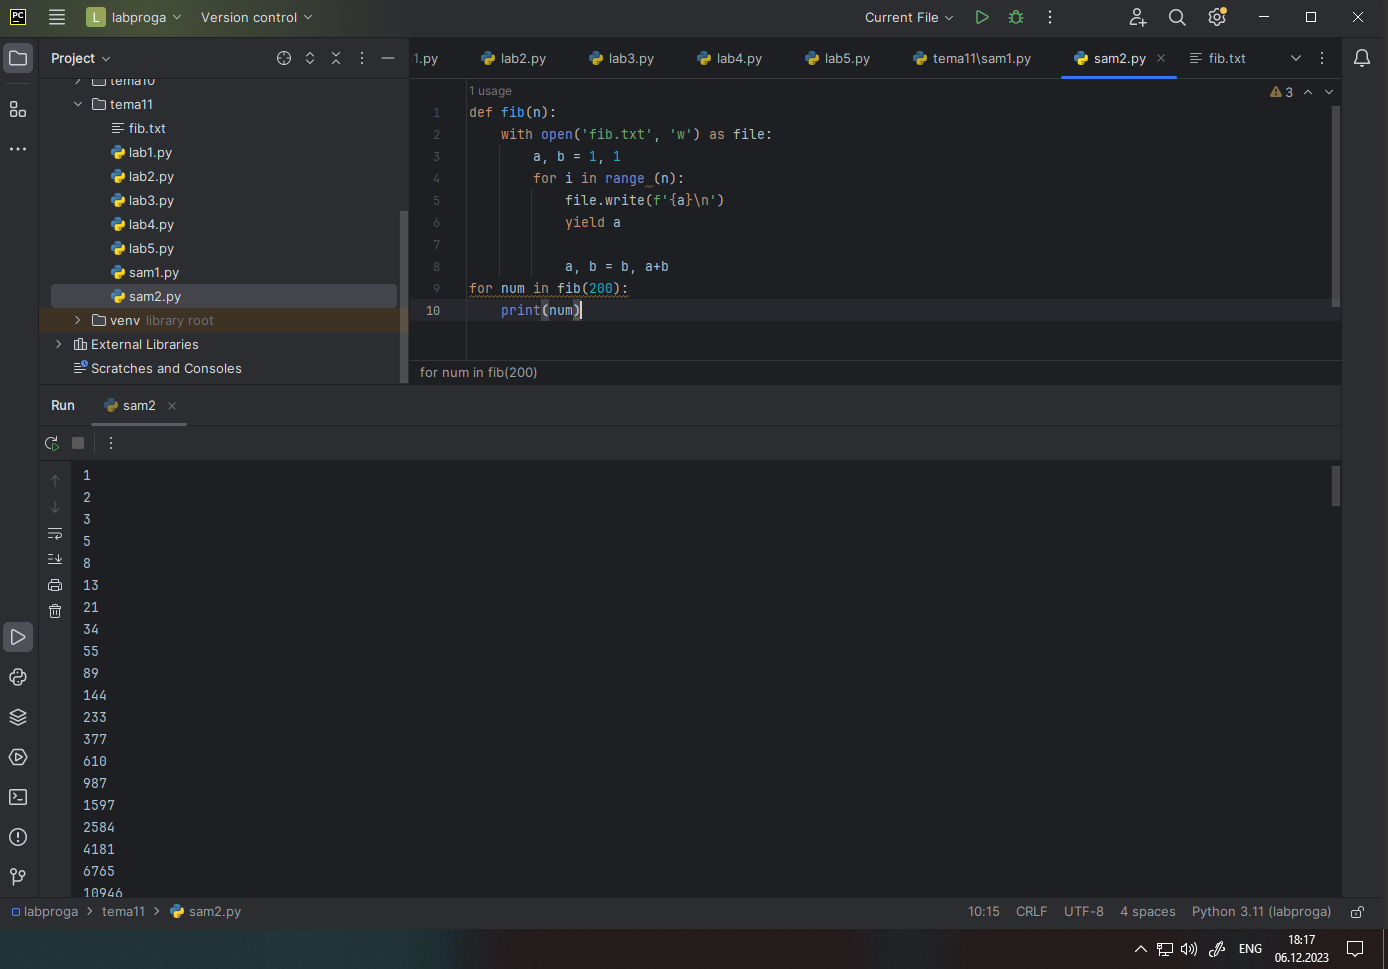 PC L labproga Version control Current File
Project
1.py lab2.py lab3.py lab4.py lab5.py tema11\sam1.py sam2.py fib.txt
tema10
tema11
fib.txt
lab1.py
lab2.py
lab3.py
lab4.py
lab5.py
sam1.py
sam2.py
venv library root
External Libraries
Scratches and Consoles
1 usage
3
1 def fib(n):
2 with open('fib.txt', 'w') as file:
3 a, b = 1, 1
4 for i in range (n):
5 file.write(f'{a}\n')
6 yield a
7
8 a, b = b, a+b
9 for num in fib(200):
10 print(num)
for num in fib(200)
Run sam2
1
2
3
5
8
13
21
34
55
89
144
233
377
610
987
1597
2584
4181
6765
10946
labproga tema11 sam2.py 10:15 CRLF UTF-8 4 spaces Python 3.11 (labproga)
ENG 18:17
06.12.2023